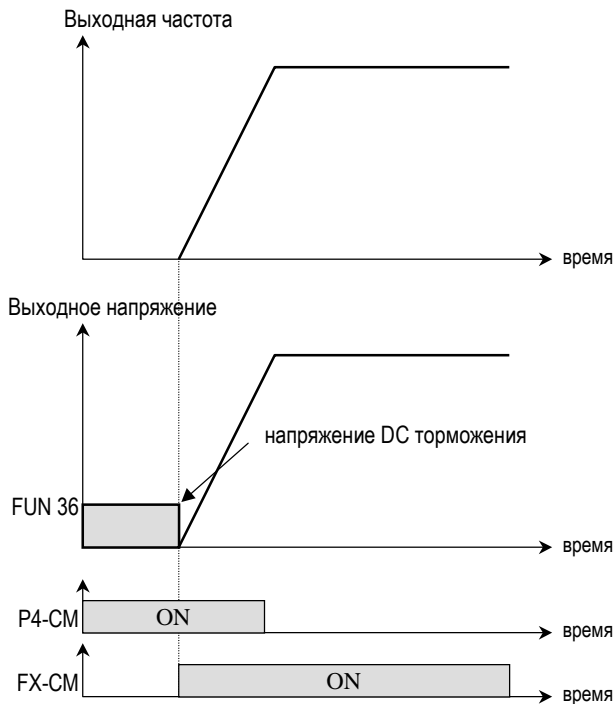 Выходная частота
время
Выходное напряжение
напряжение DC торможения
FUN 36
время
P4-CM
ON
время
FX-CM
ON
время